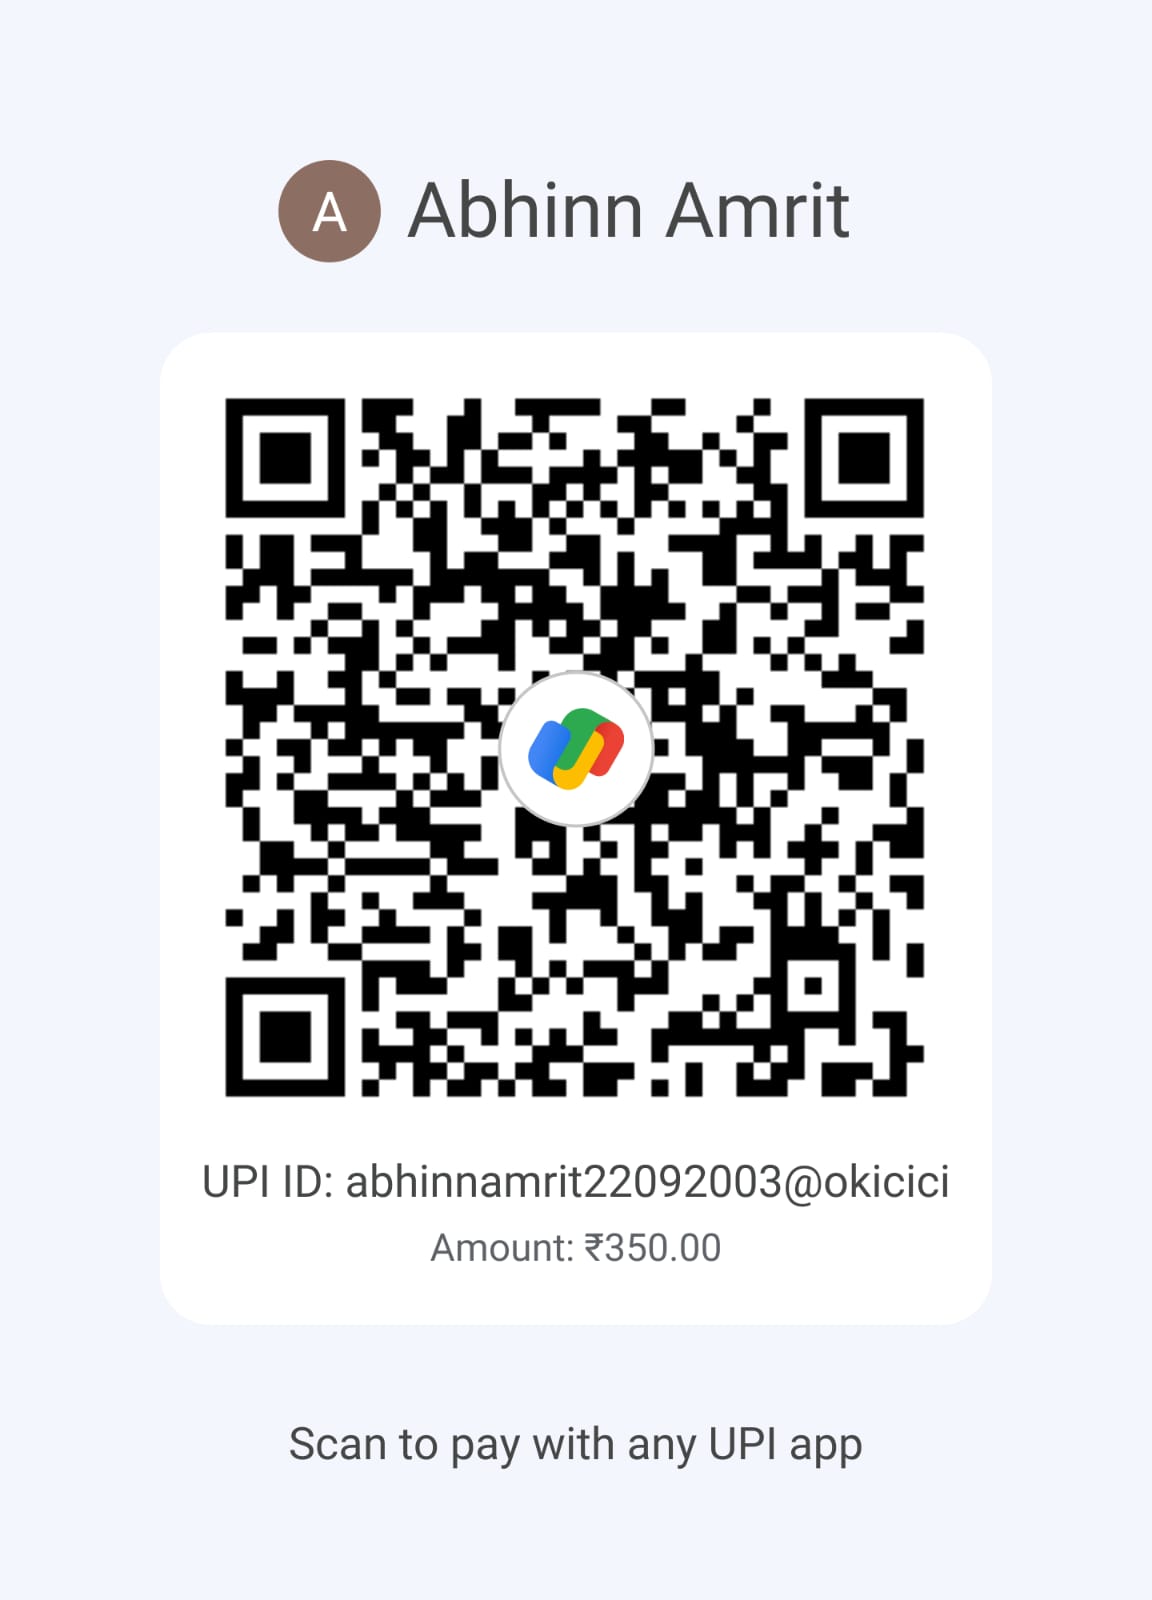 A Abhinn Amrit
UPI ID: abhinnamrit22092003@okicici
Amount: ₹350.00
Scan to pay with any UPI app